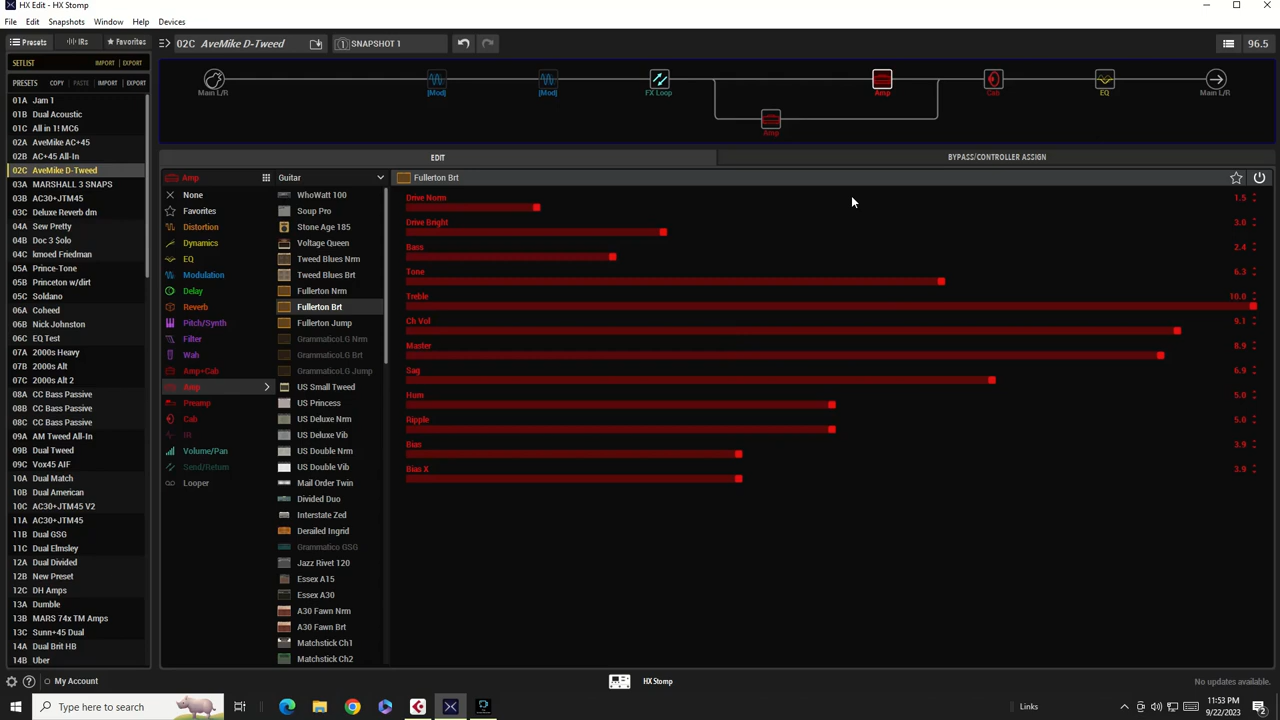 HX Edit - HX Stomp
File Edit Snapshots Window Help Devices
Presets IRs Favorites 02C AveMike D-Tweed 1 SNAPSHOT 1 96.5
SETLIST IMPORT EXPORT
PRESETS COPY PASTE IMPORT EXPORT
01A Jam 1
01B Dual Acoustic
01C All in 1! MC6
02A AveMike AC+45
02B AC+45 All-In
02C AveMike D-Tweed
03A MARSHALL 3 SNAPS
03B AC30+JTM45
03C Deluxe Reverb dm
04A Sew Pretty
04B Doc 3 Solo
04C kmoed Friedman
05A Prince-Tone
05B Princeton w/dirt
05C Soldano
06A Coheed
06B Nick Johnston
06C EQ Test
07A 2000s Heavy
07B 2000s Alt
07C 2000s Alt 2
08A CC Bass Passive
08B CC Bass Passive
08C CC Bass Passive
09A AM Tweed All-In
09B Dual Tweed
09C Vox45 AIF
10A Dual Match
10B Dual American
10C AC30+JTM45 V2
11A AC30+JTM45
11B Dual GSG
11C Dual Elmsley
12A Dual Divided
12B New Preset
12C DH Amps
13A Dumble
13B MARS 74x TM Amps
13C Sunn+45 Dual
14A Dual Brit HB
14B Uber
Main L/R [Mod] [Mod] FX Loop Amp Cab EQ Main L/R
Amp
EDIT BYPASS/CONTROLLER ASSIGN
Amp Guitar Fullerton Brt
None
Favorites
Distortion
Dynamics
EQ
Modulation
Delay
Reverb
Pitch/Synth
Filter
Wah
Amp+Cab
Amp
Preamp
Cab
IR
Volume/Pan
Send/Return
Looper
WhoWatt 100
Soup Pro
Stone Age 185
Voltage Queen
Tweed Blues Nrm
Tweed Blues Brt
Fullerton Nrm
Fullerton Brt
Fullerton Jump
GrammaticoLG Nrm
GrammaticoLG Brt
GrammaticoLG Jump
US Small Tweed
US Princess
US Deluxe Nrm
US Deluxe Vib
US Double Nrm
US Double Vib
Mail Order Twin
Divided Duo
Interstate Zed
Derailed Ingrid
Grammatico GSG
Jazz Rivet 120
Essex A15
Essex A30
A30 Fawn Nrm
A30 Fawn Brt
Matchstick Ch1
Matchstick Ch2
Drive Norm 1.5
Drive Bright 3.0
Bass 2.4
Tone 6.3
Treble 10.0
Ch Vol 9.1
Master 8.9
Sag 6.9
Hum 5.0
Ripple 5.0
Bias 3.9
Bias X 3.9
? My Account HX Stomp No updates available.
Type here to search Links 11:53 PM
9/22/2023 2